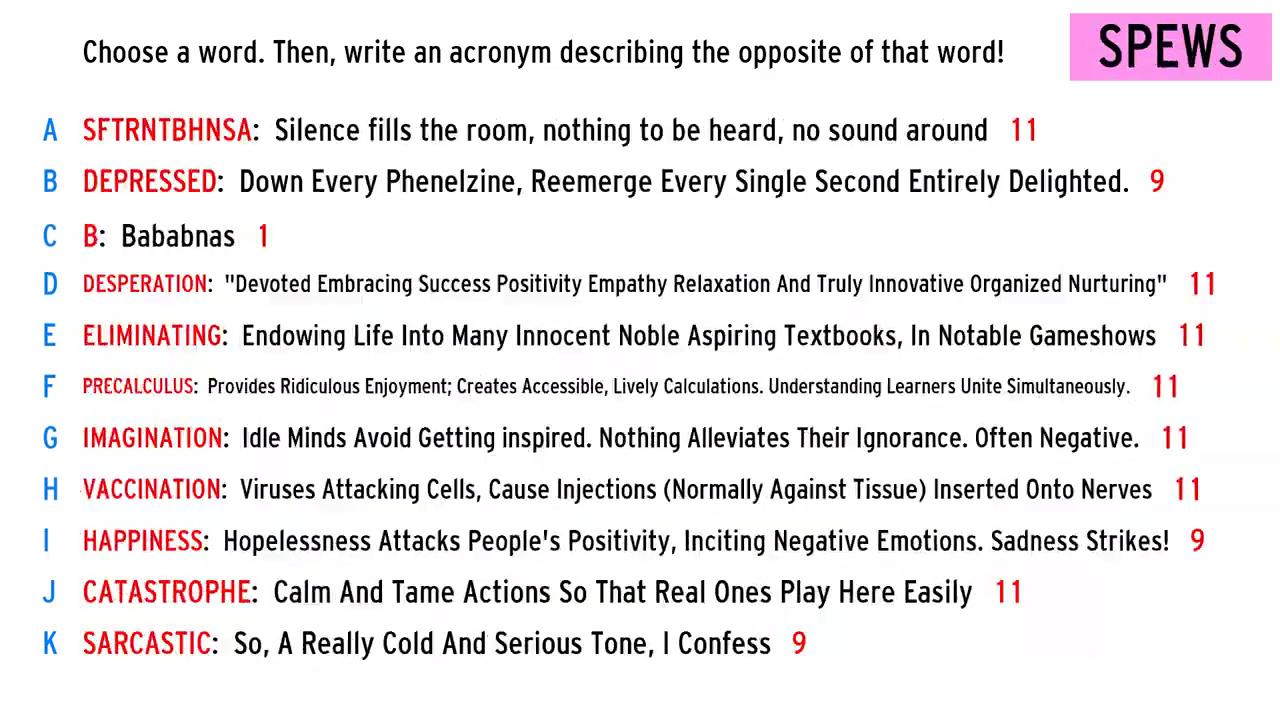 Choose a word. Then, write an acronym describing the opposite of that word!
SPEWS
A SFTRNTBHNSA: Silence fills the room, nothing to be heard, no sound around 11
B DEPRESSED: Down Every Phenelzine, Reemerge Every Single Second Entirely Delighted. 9
C B: Bababnas 1
D DESPERATION: "Devoted Embracing Success Positivity Empathy Relaxation And Truly Innovative Organized Nurturing" 11
E ELIMINATING: Endowing Life Into Many Innocent Noble Aspiring Textbooks, In Notable Gameshows 11
F PRECALCULUS: Provides Ridiculous Enjoyment; Creates Accessible, Lively Calculations. Understanding Learners Unite Simultaneously. 11
G IMAGINATION: Idle Minds Avoid Getting inspired. Nothing Alleviates Their Ignorance. Often Negative. 11
H VACCINATION: Viruses Attacking Cells, Cause Injections (Normally Against Tissue) Inserted Onto Nerves 11
I HAPPINESS: Hopelessness Attacks People's Positivity, Inciting Negative Emotions. Sadness Strikes! 9
J CATASTROPHE: Calm And Tame Actions So That Real Ones Play Here Easily 11
K SARCASTIC: So, A Really Cold And Serious Tone, I Confess 9